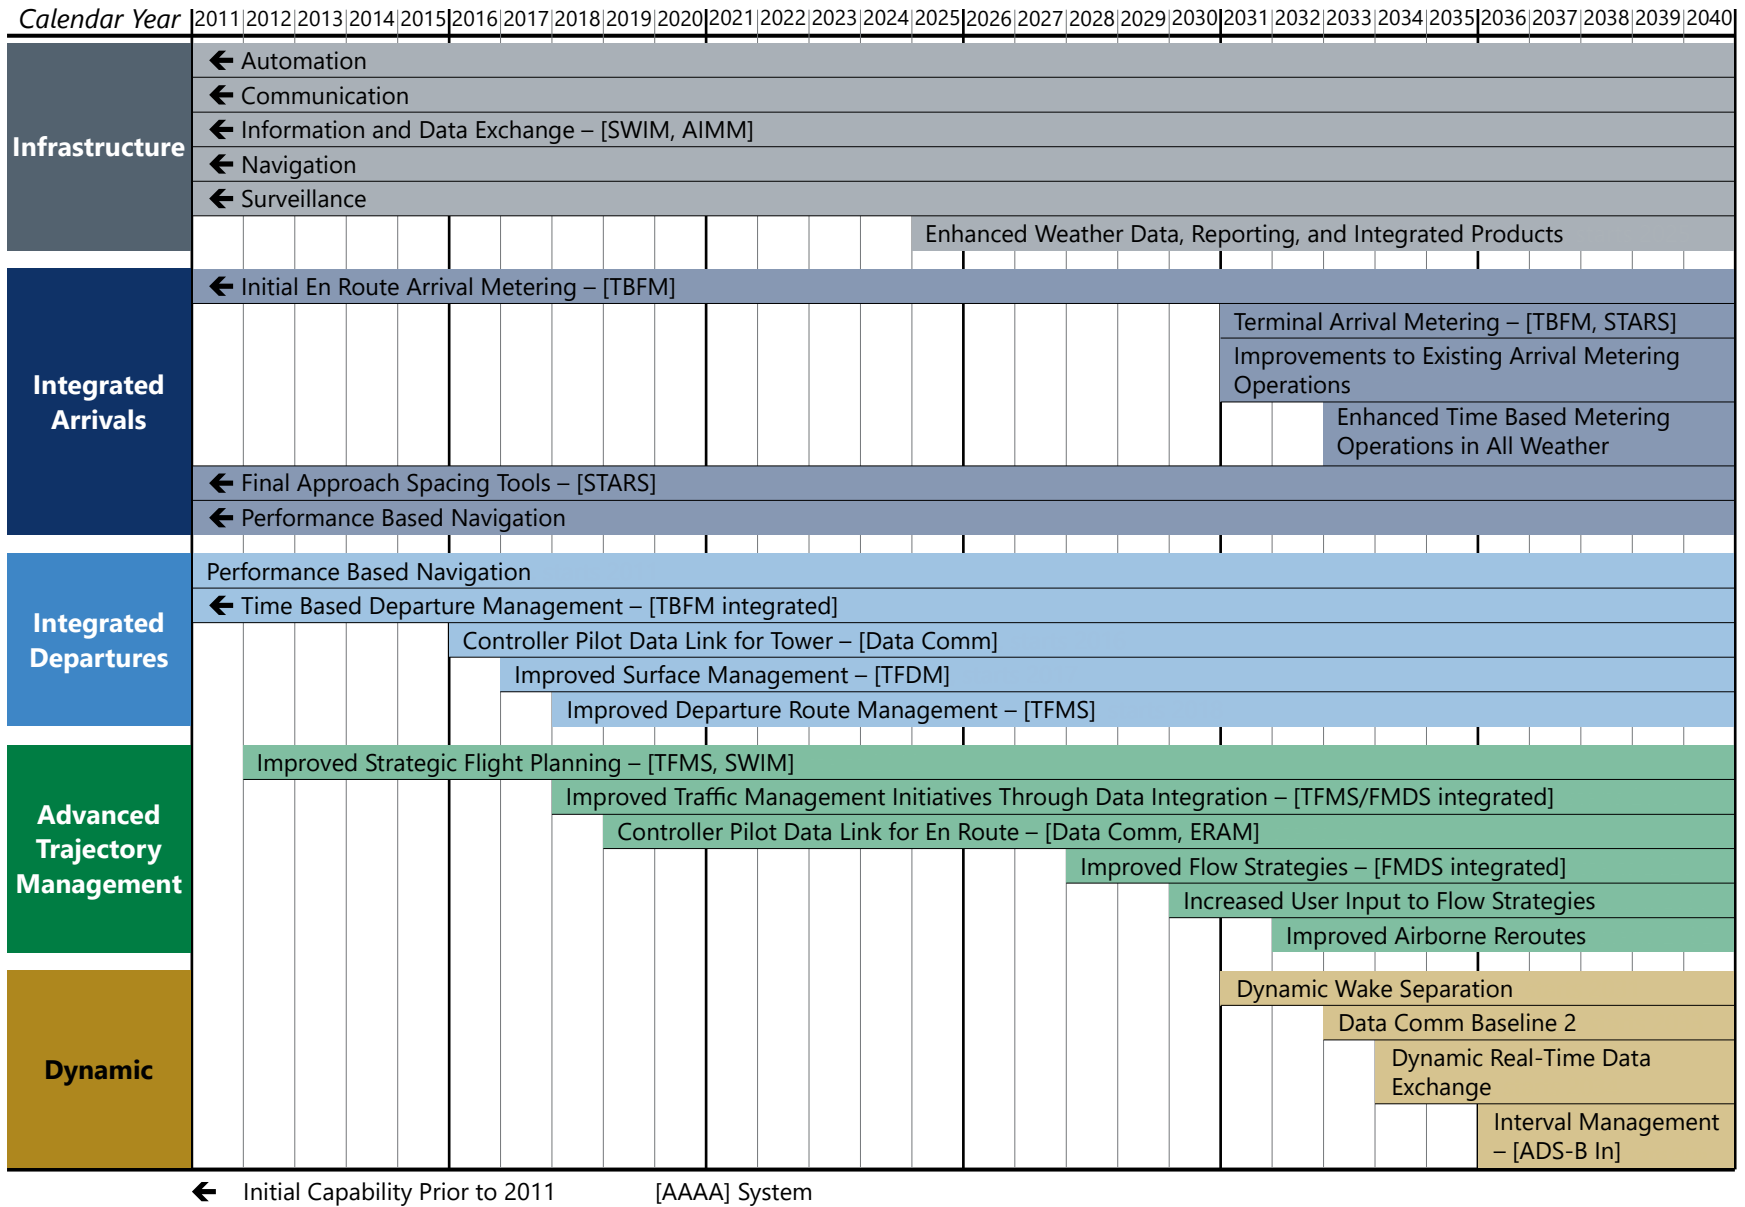 Calendar Year 2011 2012 2013 2014 2015 2016 2017 2018 2019 2020 2021 2022 2023 2024 2025 2026 2027 2028 2029 2030 2031 2032 2033 2034 2035 2036 2037 2038 2039 2040
Infrastructure
← Automation
← Communication
← Information and Data Exchange – [SWIM, AIMM]
← Navigation
← Surveillance
Enhanced Weather Data, Reporting, and Integrated Products
Integrated
Arrivals
← Initial En Route Arrival Metering – [TBFM]
Terminal Arrival Metering – [TBFM, STARS]
Improvements to Existing Arrival Metering
Operations
Enhanced Time Based Metering
Operations in All Weather
← Final Approach Spacing Tools – [STARS]
← Performance Based Navigation
Integrated
Departures
Performance Based Navigation
← Time Based Departure Management – [TBFM integrated]
Controller Pilot Data Link for Tower – [Data Comm]
Improved Surface Management – [TFDM]
Improved Departure Route Management – [TFMS]
Advanced
Trajectory
Management
Improved Strategic Flight Planning – [TFMS, SWIM]
Improved Traffic Management Initiatives Through Data Integration – [TFMS/FMDS integrated]
Controller Pilot Data Link for En Route – [Data Comm, ERAM]
Improved Flow Strategies – [FMDS integrated]
Increased User Input to Flow Strategies
Improved Airborne Reroutes
Dynamic
Dynamic Wake Separation
Data Comm Baseline 2
Dynamic Real-Time Data
Exchange
Interval Management
– [ADS-B In]
← Initial Capability Prior to 2011 [AAAA] System